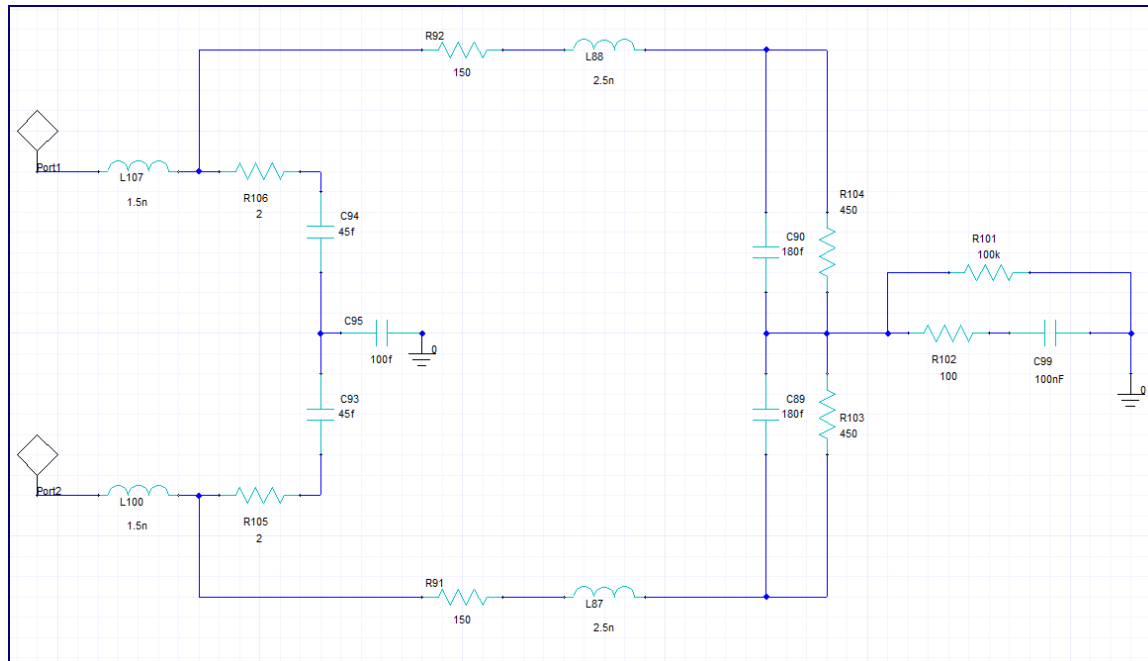 R92
150
L88
2.5n
Port1
L107
1.5n
R106
2
C94
45f
R104
450
C90
180f
R101
100k
C95
100f
0
R102
100
C99
100nF
0
C93
45f
C89
180f
R103
450
Port2
L100
1.5n
R105
2
R91
150
L87
2.5n